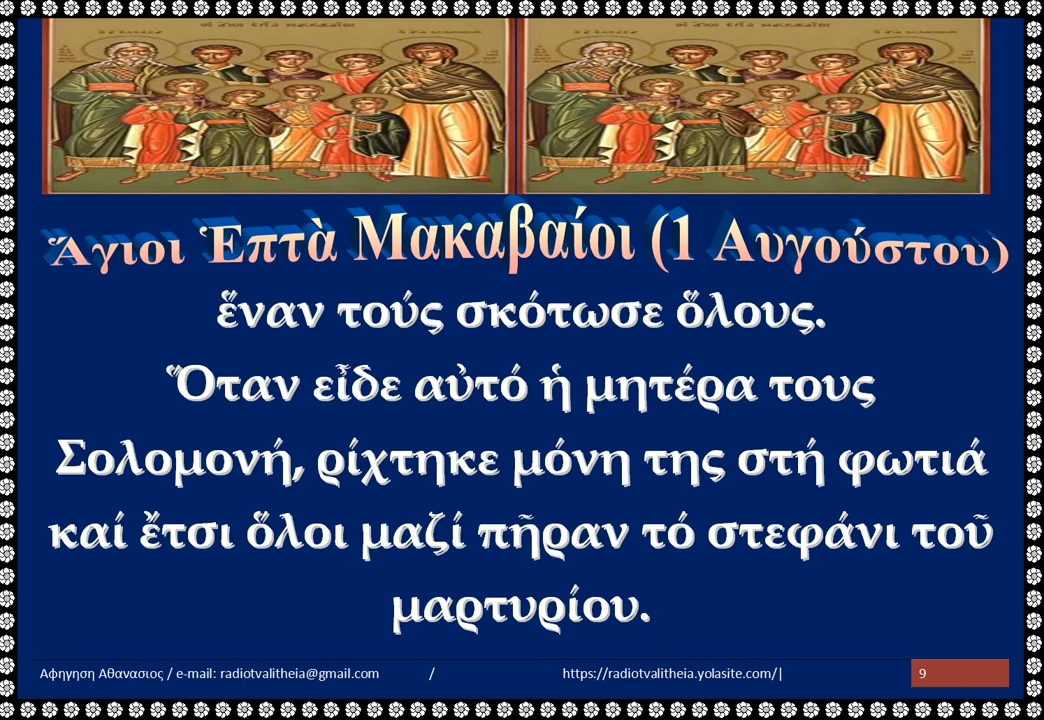 Ἅγιοι Ἑπτὰ Μακαβαίοι (1 Αυγούστου)
ἕναν τούς σκότωσε ὅλους.
Ὅταν εἶδε αὐτό ἡ μητέρα τους
Σολομονή, ρίχτηκε μόνη της στή φωτιά
καί ἔτσι ὅλοι μαζί πῆραν τό στεφάνι τοῦ
μαρτυρίου.
Αφηγηση Αθανασιος / e-mail: radiotvalitheia@gmail.com / https://radiotvalitheia.yolasite.com/| 9